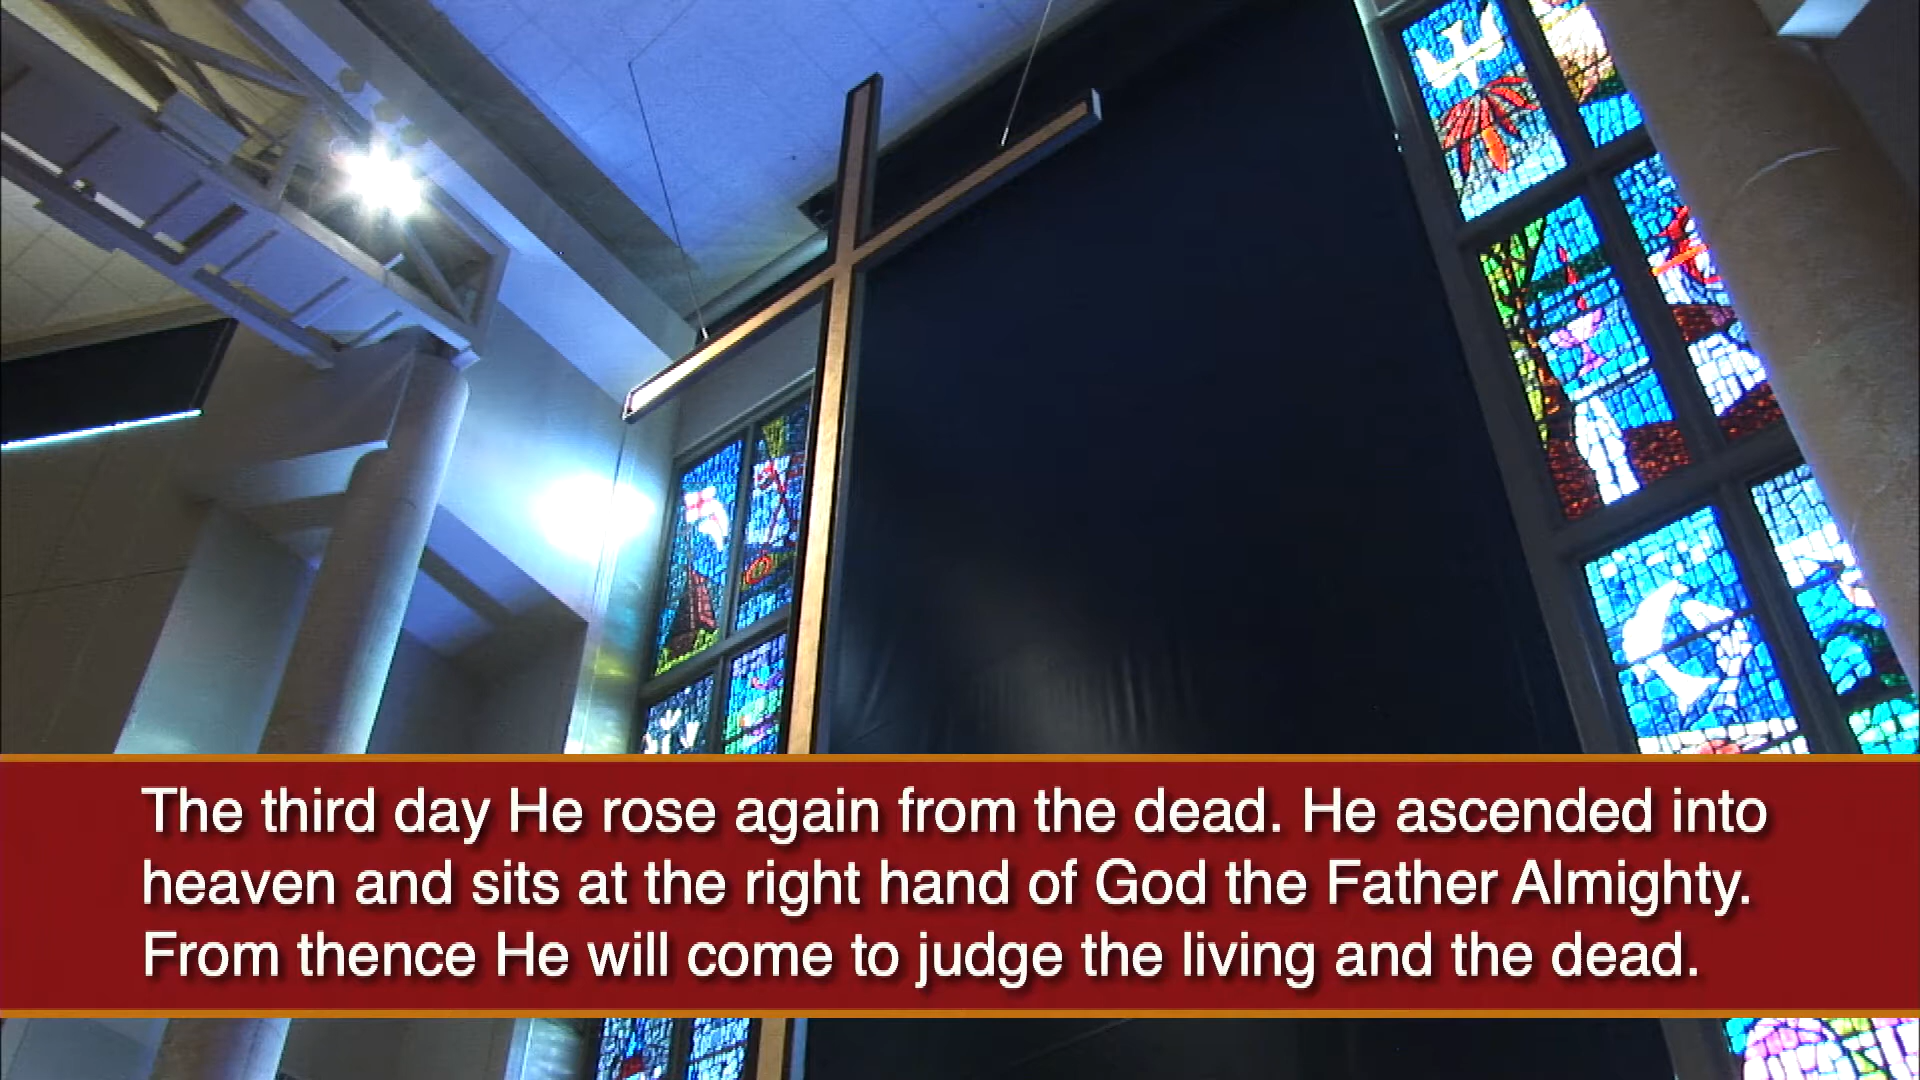 The third day He rose again from the dead. He ascended into
heaven and sits at the right hand of God the Father Almighty.
From thence He will come to judge the living and the dead.